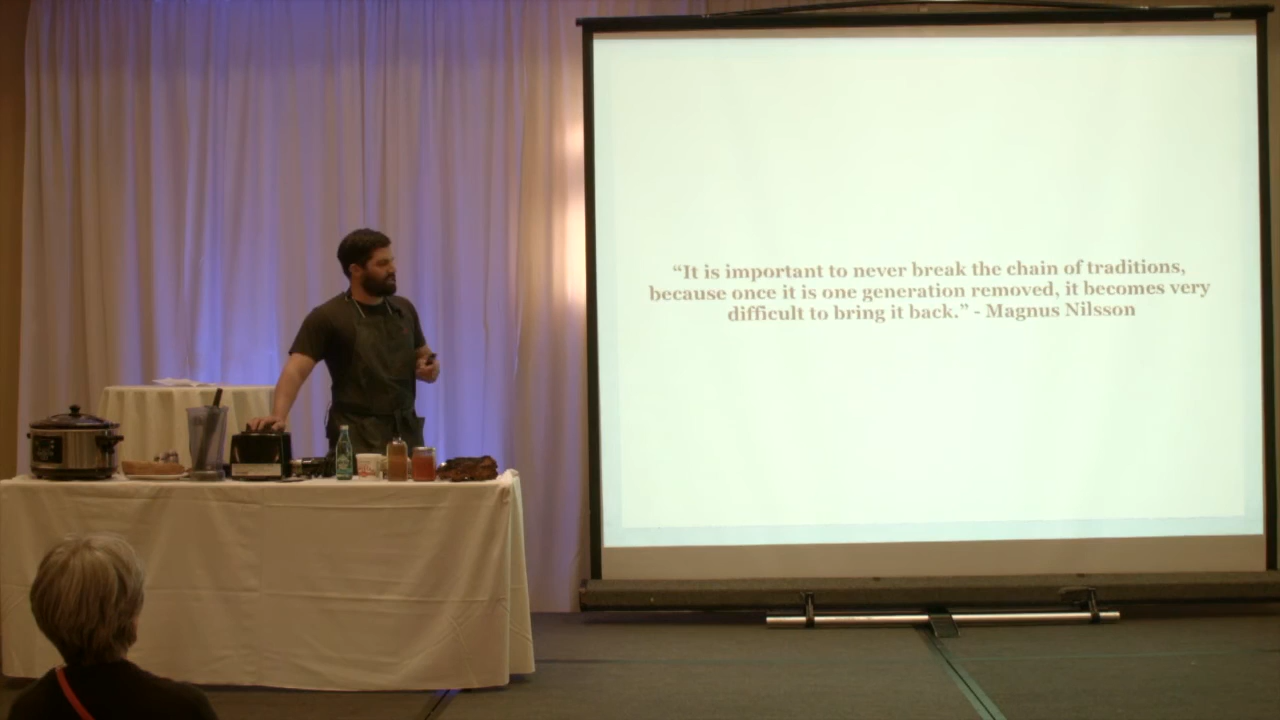 “It is important to never break the chain of traditions,
because once it is one generation removed, it becomes very
difficult to bring it back.” - Magnus Nilsson